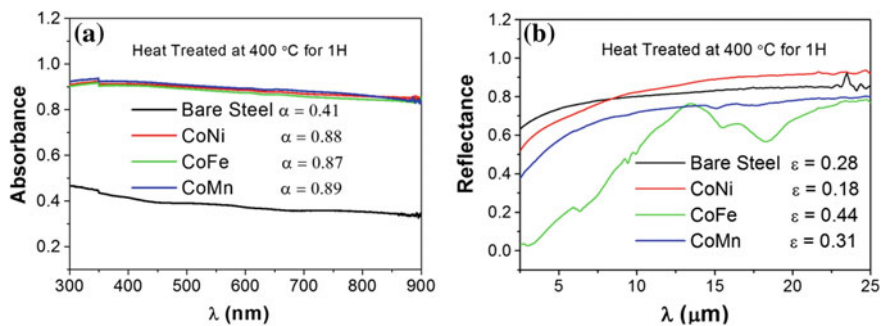 (a)
Heat Treated at 400 °C for 1H
Bare Steel α = 0.41
CoNi α = 0.88
CoFe α = 0.87
CoMn α = 0.89
Absorbance
1.2
1.0
0.8
0.6
0.4
0.2
300 400 500 600 700 800 900
λ (nm)
(b)
Heat Treated at 400 °C for 1H
Bare Steel ε = 0.28
CoNi ε = 0.18
CoFe ε = 0.44
CoMn ε = 0.31
Reflectance
1.2
1.0
0.8
0.6
0.4
0.2
0.0
5 10 15 20 25
λ (μm)